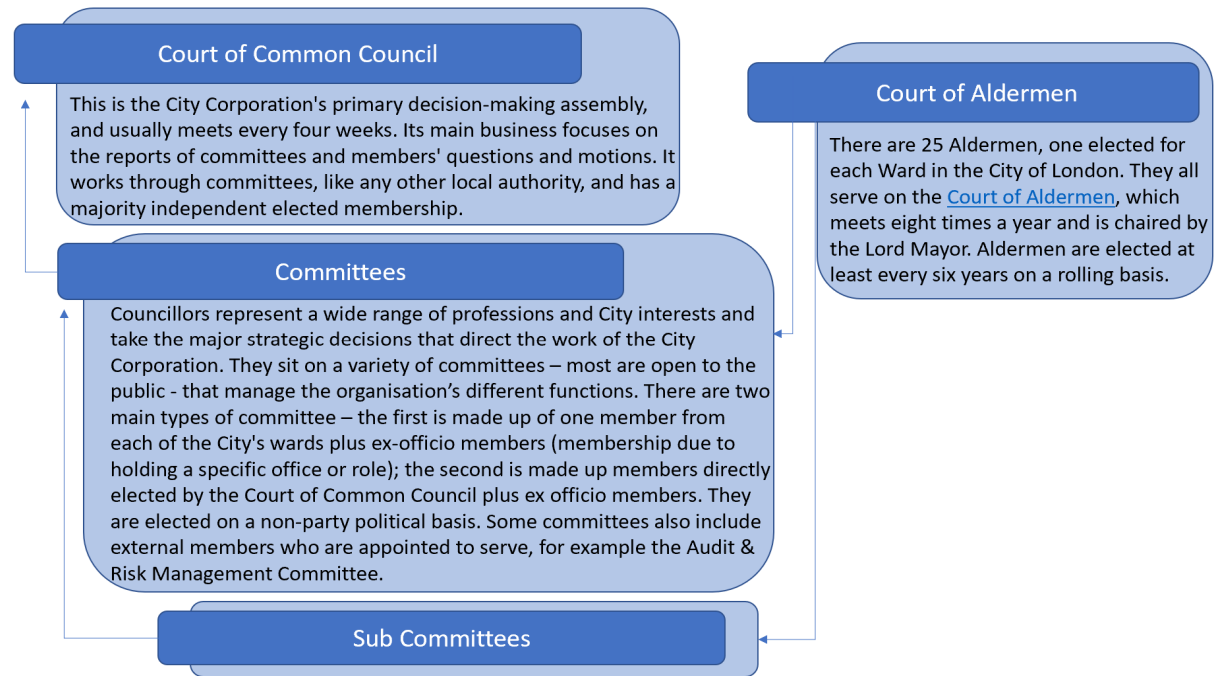 Court of Common Council
This is the City Corporation's primary decision-making assembly,
and usually meets every four weeks. Its main business focuses on
the reports of committees and members' questions and motions. It
works through committees, like any other local authority, and has a
majority independent elected membership.
Court of Aldermen
There are 25 Aldermen, one elected for
each Ward in the City of London. They all
serve on the Court of Aldermen, which
meets eight times a year and is chaired by
the Lord Mayor. Aldermen are elected at
least every six years on a rolling basis.
Committees
Councillors represent a wide range of professions and City interests and
take the major strategic decisions that direct the work of the City
Corporation. They sit on a variety of committees – most are open to the
public - that manage the organisation’s different functions. There are two
main types of committee – the first is made up of one member from
each of the City's wards plus ex-officio members (membership due to
holding a specific office or role); the second is made up members directly
elected by the Court of Common Council plus ex officio members. They
are elected on a non-party political basis. Some committees also include
external members who are appointed to serve, for example the Audit &
Risk Management Committee.
Sub Committees